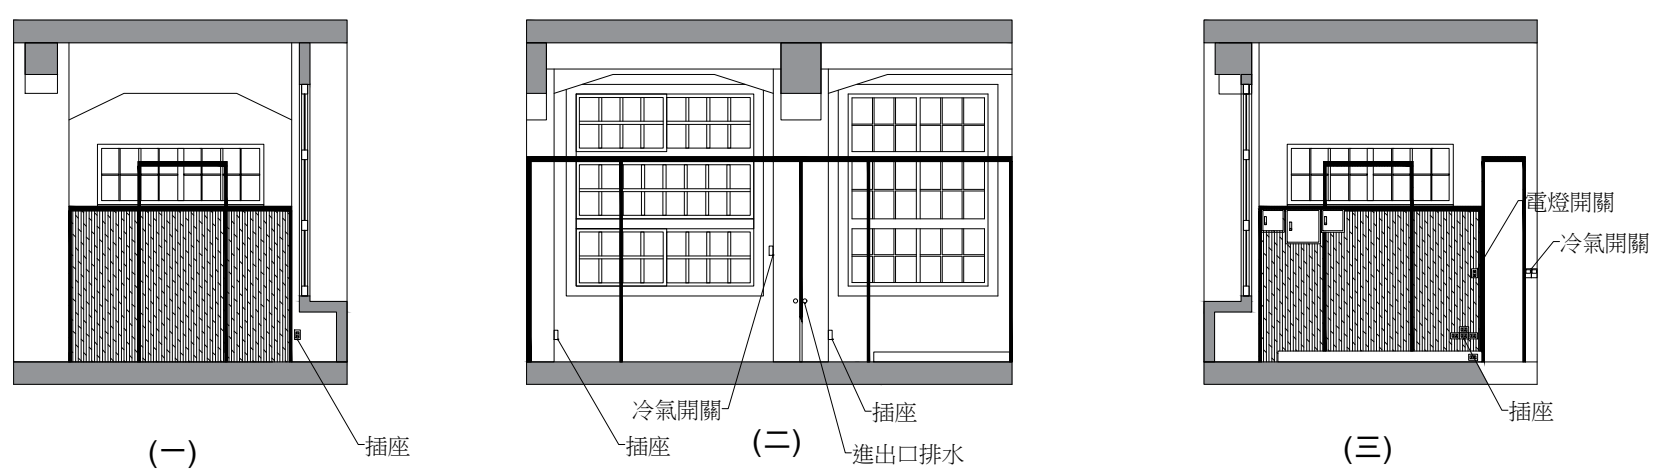 插座
(一)
冷氣開關
插座
(二)
插座
進出口排水
電燈開關
冷氣開關
插座
(三)